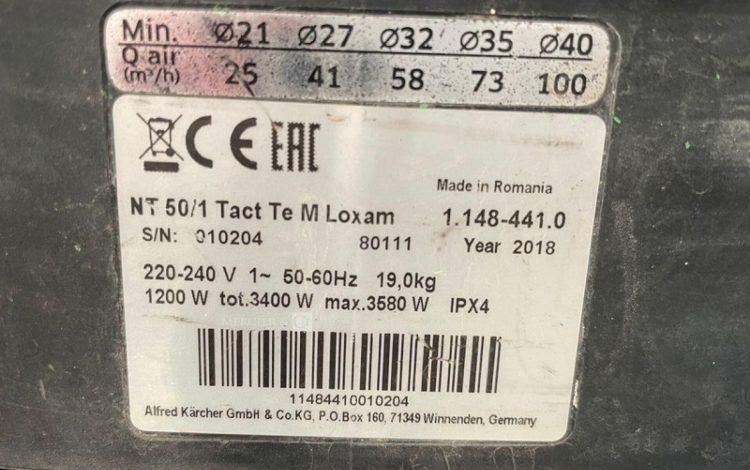 Min. Ø21 Ø27 Ø32 Ø35 Ø40
Q air
(m³/h) 25 41 58 73 100
CE EAC
Made in Romania
NT 50/1 Tact Te M Loxam 1.148-441.0
S/N: 010204 80111 Year 2018
220-240 V 1~ 50-60Hz 19,0kg
1200 W tot.3400 W max.3580 W IPX4
11484410010204
Alfred Kärcher GmbH & Co.KG, P.O.Box 160, 71349 Winnenden, Germany